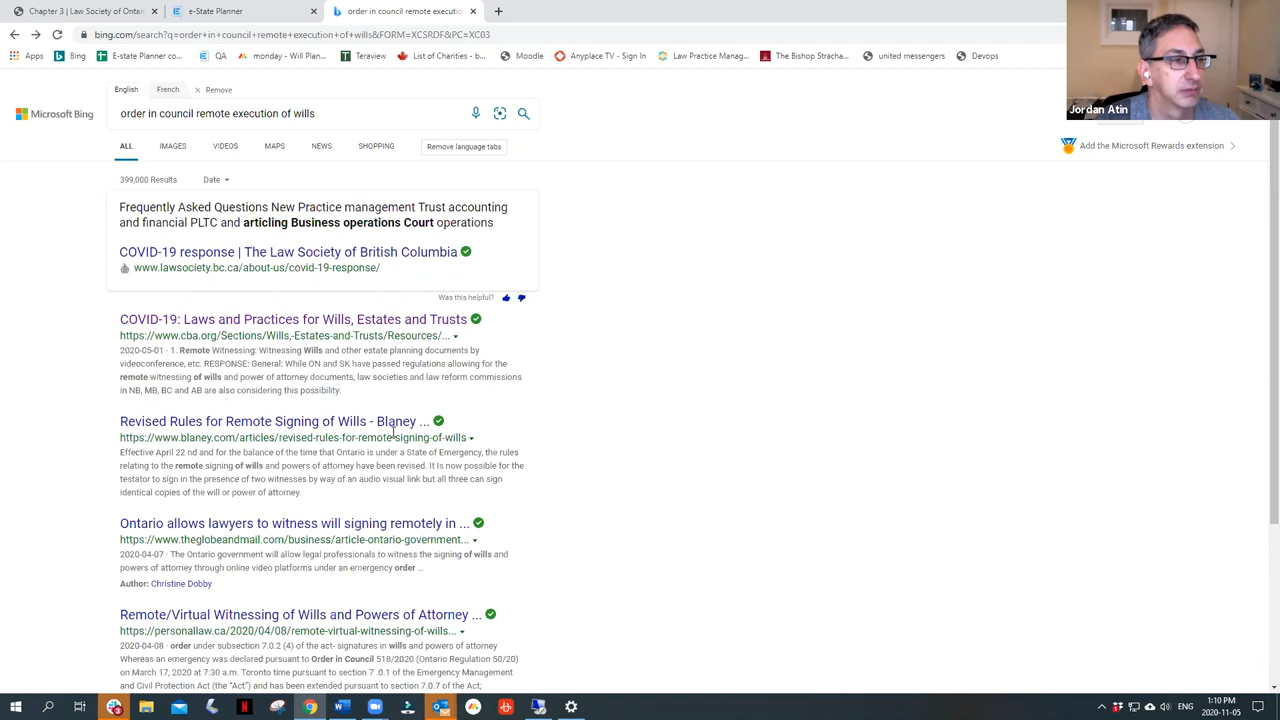 Chapter 3 | Law Society of Ontari
e-State Planner
order in council remote executio
bing.com/search?q=order+in+council+remote+execution+of+wills&FORM=XCSRDF&PC=XC03
Apps
Bing
E-estate Planner co...
QA
monday - Will Plan...
Teraview
List of Charities - b...
Moodle
Anyplace TV - Sign In
Law Practice Manag...
The Bishop Stracha...
united messengers
Devops
Jordan Atin
English
French
Remove
Microsoft Bing
order in council remote execution of wills
ALL
IMAGES
VIDEOS
MAPS
NEWS
SHOPPING
Remove language tabs
Add the Microsoft Rewards extension
399,000 Results
Date
Frequently Asked Questions New Practice management Trust accounting
and financial PLTC and articling Business operations Court operations
COVID-19 response | The Law Society of British Columbia
www.lawsociety.bc.ca/about-us/covid-19-response/
Was this helpful?
COVID-19: Laws and Practices for Wills, Estates and Trusts
https://www.cba.org/Sections/Wills,-Estates-and-Trusts/Resources/...
2020-05-01 · 1. Remote Witnessing: Witnessing Wills and other estate planning documents by
videoconference, etc. RESPONSE: General: While ON and SK have passed regulations allowing for the
remote witnessing of wills and power of attorney documents, law societies and law reform commissions
in NB, MB, BC and AB are also considering this possibility.
Revised Rules for Remote Signing of Wills - Blaney ...
https://www.blaney.com/articles/revised-rules-for-remote-signing-of-wills
Effective April 22 nd and for the balance of the time that Ontario is under a State of Emergency, the rules
relating to the remote signing of wills and powers of attorney have been revised. It Is now possible for the
testator to sign in the presence of two witnesses by way of an audio visual link but all three can sign
identical copies of the will or power of attorney.
Ontario allows lawyers to witness will signing remotely in ...
https://www.theglobeandmail.com/business/article-ontario-government...
2020-04-07 · The Ontario government will allow legal professionals to witness the signing of wills and
powers of attorney through online video platforms under an emergency order ...
Author: Christine Dobby
Remote/Virtual Witnessing of Wills and Powers of Attorney ...
https://personallaw.ca/2020/04/08/remote-virtual-witnessing-of-wills...
2020-04-08 · order under subsection 7.0.2 (4) of the act- signatures in wills and powers of attorney
Whereas an emergency was declared pursuant to Order in Council 518/2020 (Ontario Regulation 50/20)
on March 17, 2020 at 7:30 a.m. Toronto time pursuant to section 7 .0.1 of the Emergency Management
and Civil Protection Act (the "Act") and has been extended pursuant to section 7.0.7 of the Act;
ENG
1:10 PM
2020-11-05